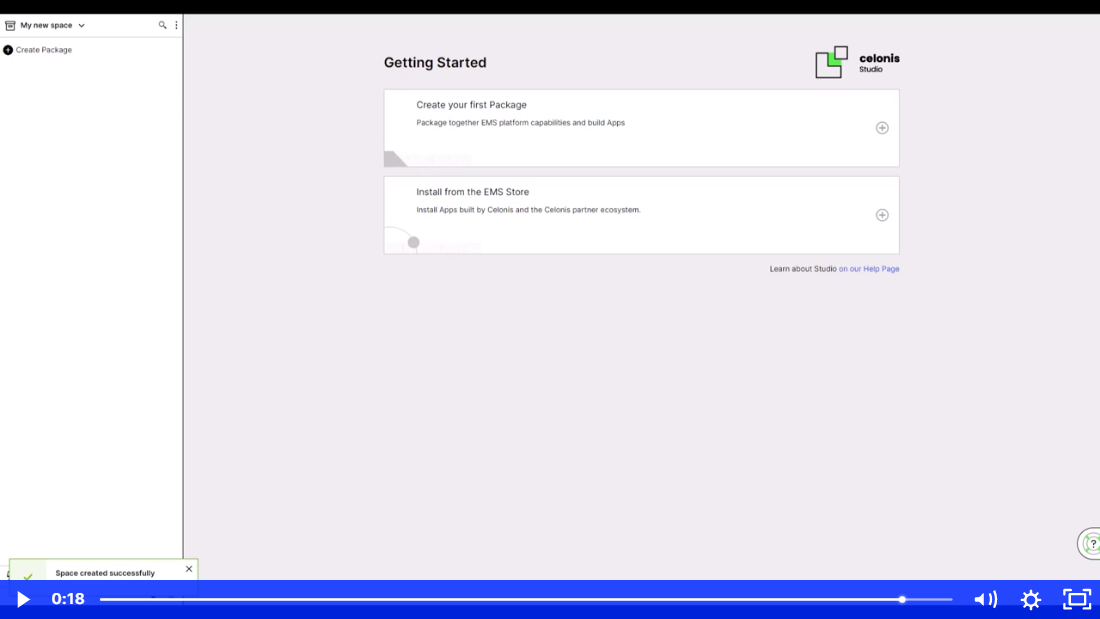 My new space
Create Package
Getting Started
celonis
Studio
Create your first Package
Package together EMS platform capabilities and build Apps
Install from the EMS Store
Install Apps built by Celonis and the Celonis partner ecosystem.
Learn about Studio on our Help Page
?
Space created successfully
0:18